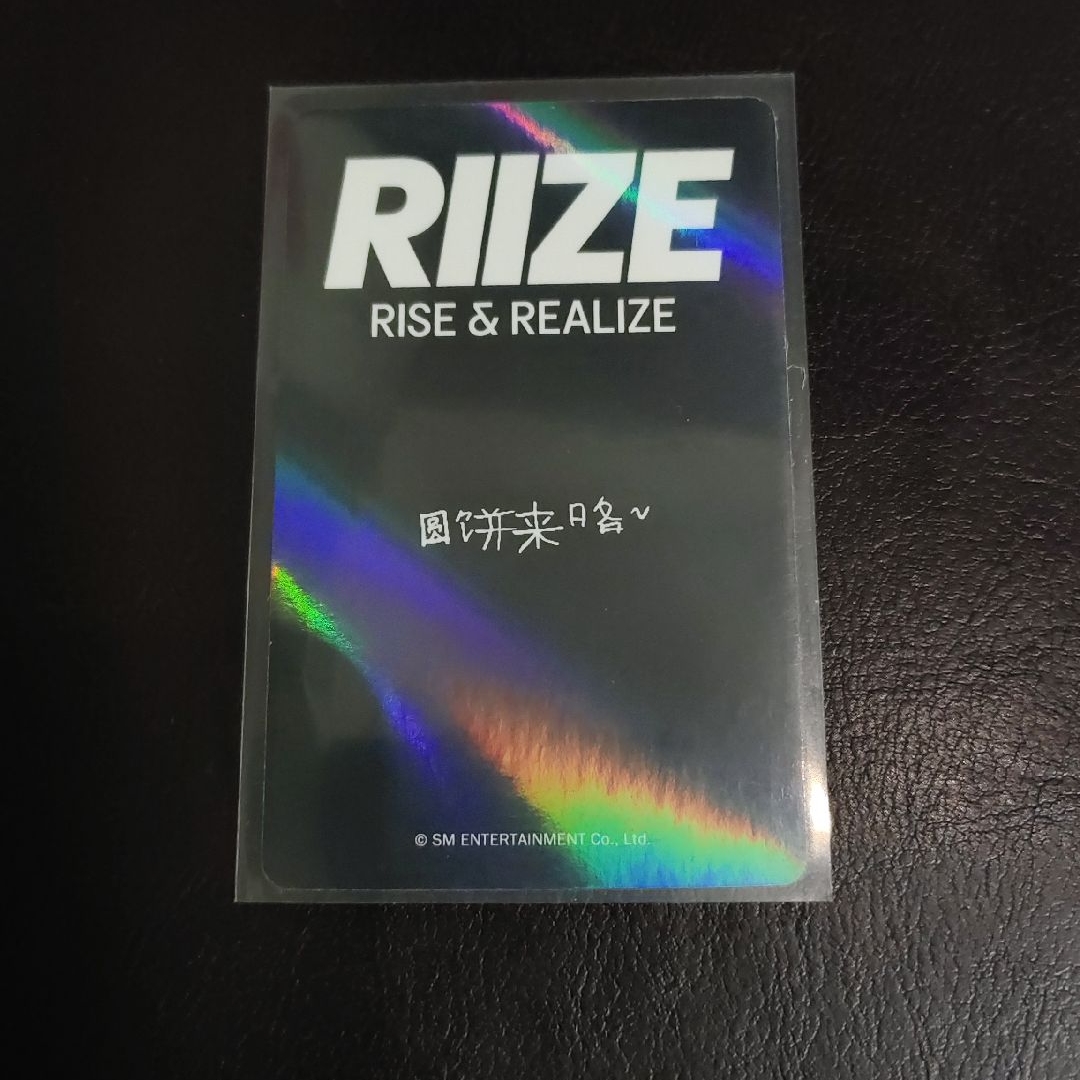 RIIZE
RISE & REALIZE
圆饼来咯~
© SM ENTERTAINMENT Co., Ltd.